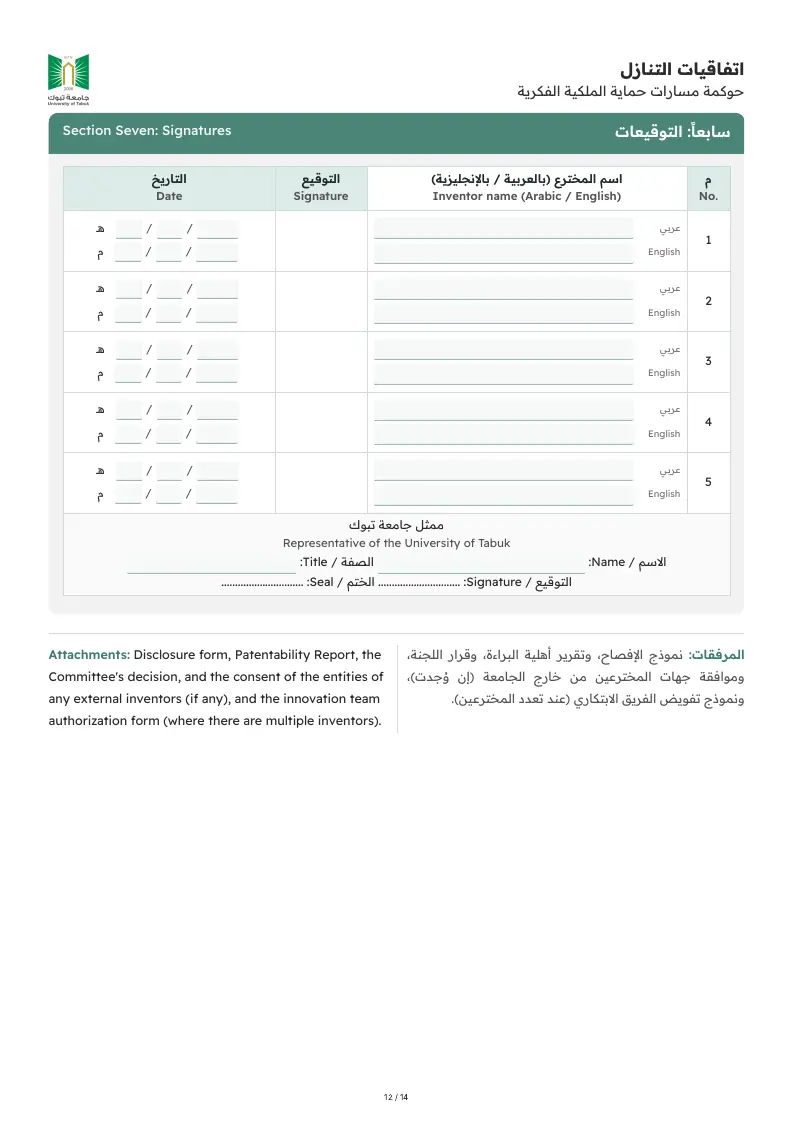 اتفاقيات التنازل
حوكمة مسارات حماية الملكية الفكرية
جامعة تبوك
University of Tabuk
سابعاً: التوقيعات
Section Seven: Signatures
م اسم المخترع (بالعربية / بالإنجليزية) التوقيع التاريخ
No. Inventor name (Arabic / English) Signature Date
1
عربي / / هـ
English / / م
2
عربي / / هـ
English / / م
3
عربي / / هـ
English / / م
4
عربي / / هـ
English / / م
5
عربي / / هـ
English / / م
ممثل جامعة تبوك
Representative of the University of Tabuk
الاسم / Name: الصفة / Title:
التوقيع / Signature: ............................. الختم / Seal: .............................
المرفقات: نموذج الإفصاح، وتقرير أهلية البراءة، وقرار اللجنة،
وموافقة جهات المخترعين من خارج الجامعة (إن وُجدت)،
ونموذج تفويض الفريق الابتكاري (عند تعدد المخترعين).
Attachments: Disclosure form, Patentability Report, the
Committee's decision, and the consent of the entities of
any external inventors (if any), and the innovation team
authorization form (where there are multiple inventors).
12 / 14